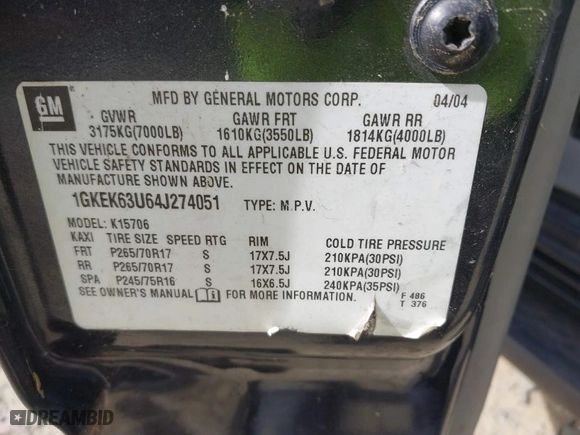 GM
MFD BY GENERAL MOTORS CORP. 04/04
GVWR GAWR FRT GAWR RR
3175KG(7000LB) 1610KG(3550LB) 1814KG(4000LB)
THIS VEHICLE CONFORMS TO ALL APPLICABLE U.S. FEDERAL MOTOR
VEHICLE SAFETY STANDARDS IN EFFECT ON THE DATE OF
MANUFACTURE SHOWN ABOVE.
1GKEK63U64J274051 TYPE: M.P.V.
MODEL: K15706
KAXI TIRE SIZE SPEED RTG RIM COLD TIRE PRESSURE
FRT P265/70R17 S 17X7.5J 210KPA(30PSI)
RR P265/70R17 S 17X7.5J 210KPA(30PSI)
SPA P245/75R16 S 16X6.5J 240KPA(35PSI)
SEE OWNER'S MANUAL FOR MORE INFORMATION. F 486
T 376
DREAMBID